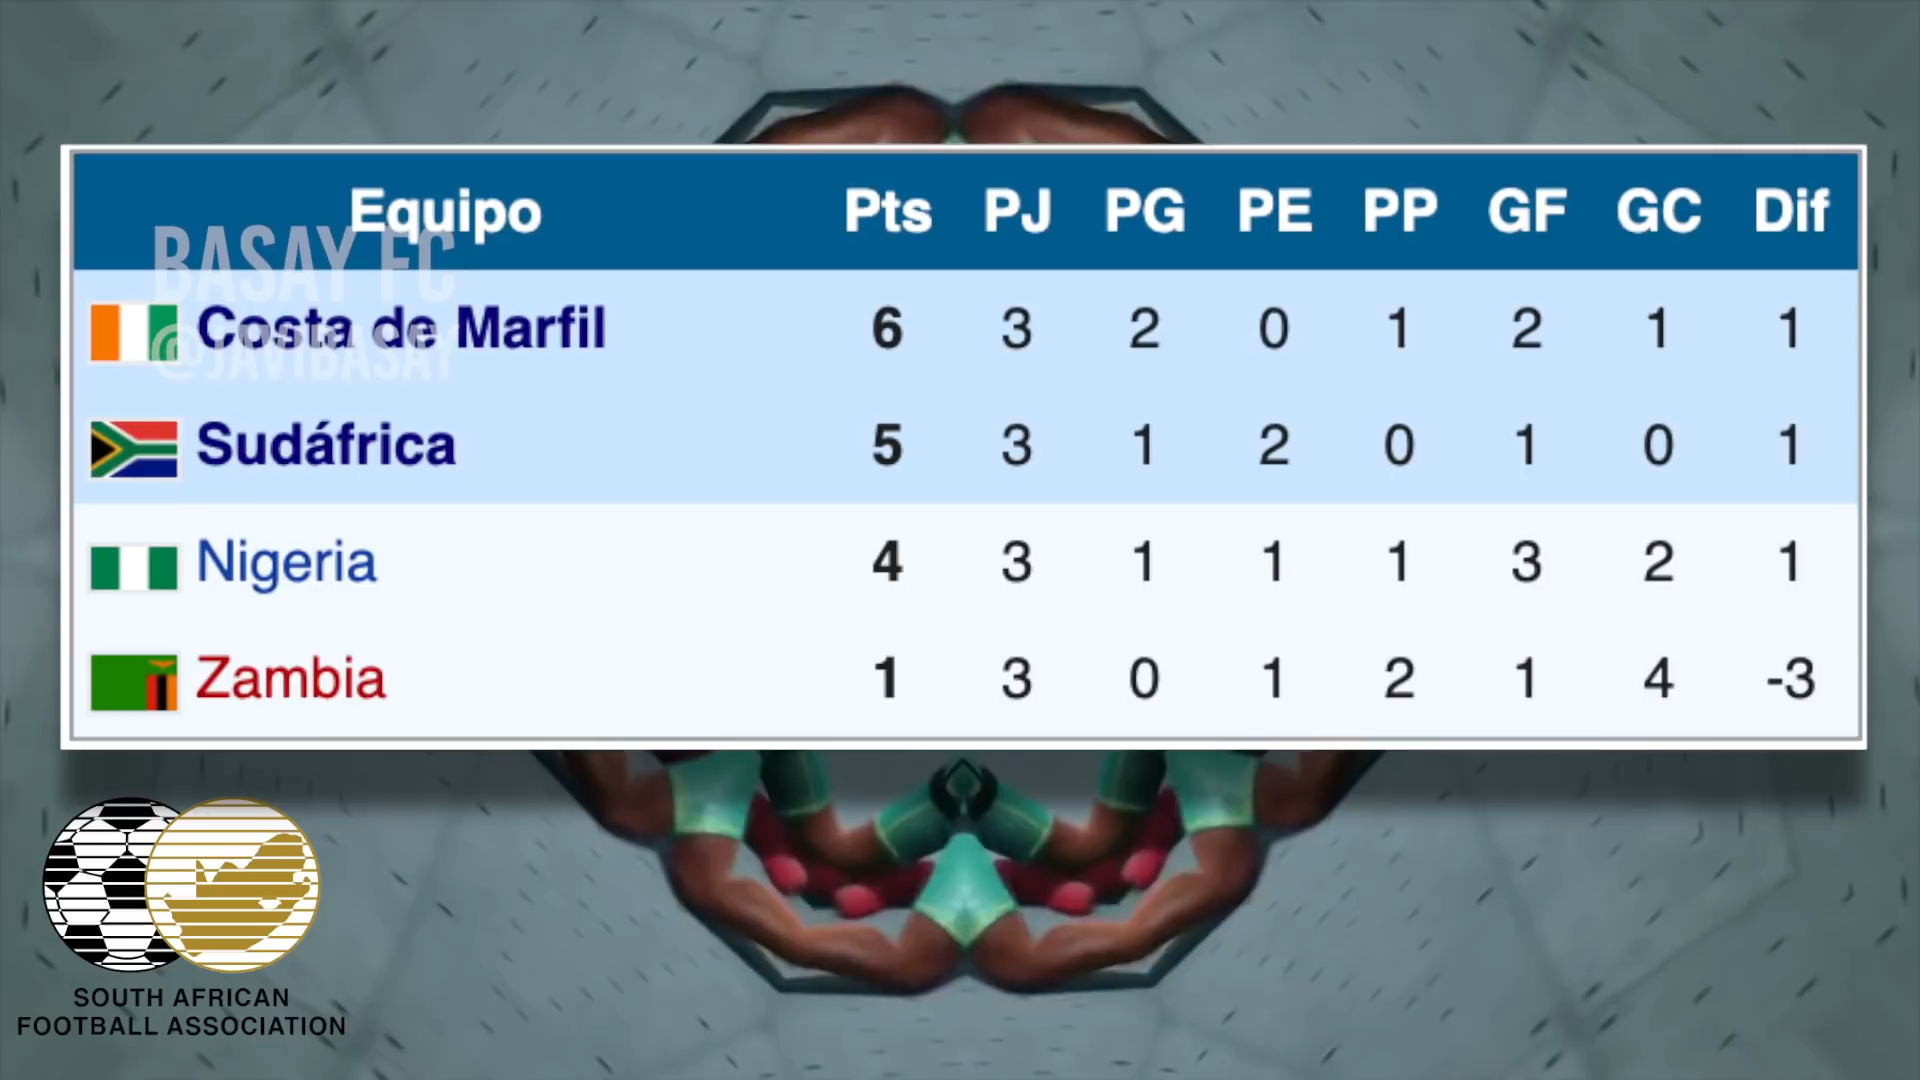 Equipo Pts PJ PG PE PP GF GC Dif
BASAY FC
Costa de Marfil 6 3 2 0 1 2 1 1
@JAVIBASAY
Sudáfrica 5 3 1 2 0 1 0 1
Nigeria 4 3 1 1 1 3 2 1
Zambia 1 3 0 1 2 1 4 -3
SOUTH AFRICAN
FOOTBALL ASSOCIATION